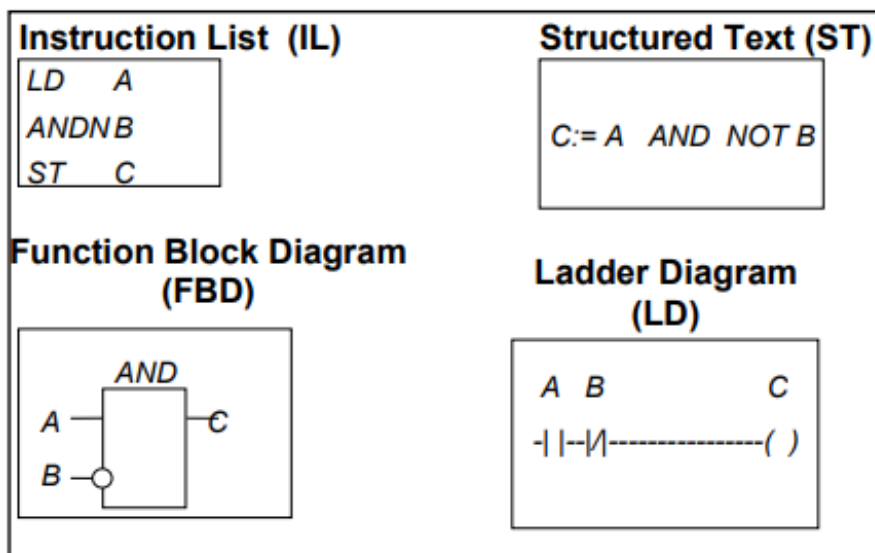 Instruction List (IL)
LD A
ANDN B
ST C
Structured Text (ST)
C:= A AND NOT B
Function Block Diagram
(FBD)
AND
A
C
B
Ladder Diagram
(LD)
A B C
-| |--|/|----------------( )